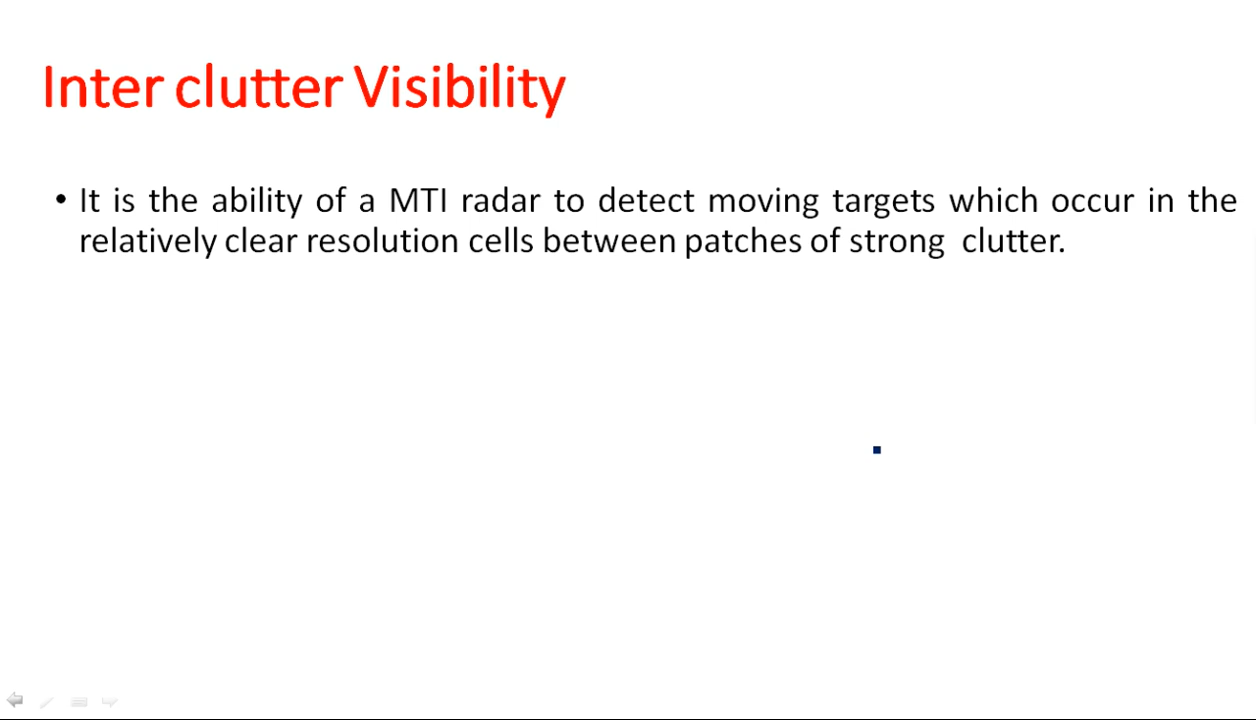 Inter clutter Visibility
• It is the ability of a MTI radar to detect moving targets which occur in the
relatively clear resolution cells between patches of strong clutter.